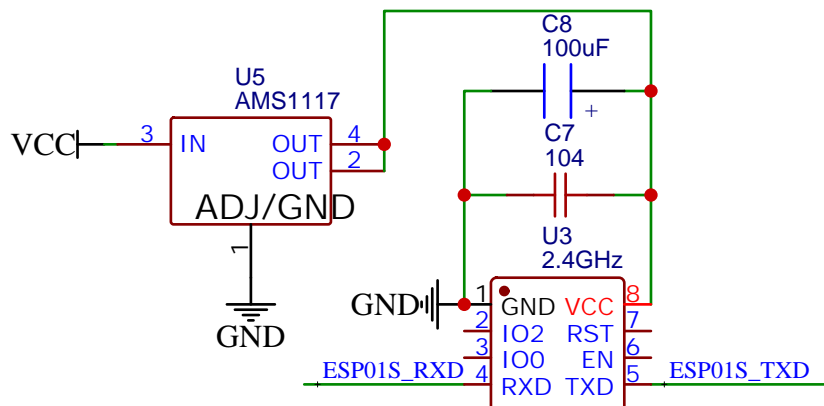 C8
100uF
+
U5
AMS1117
VCC
3
IN
OUT
4
OUT
2
ADJ/GND
1
GND
C7
104
U3
2.4GHz
GND
1
GND
VCC
8
2
IO2
RST
7
3
IO0
EN
6
ESP01S_RXD
4
RXD
TXD
5
ESP01S_TXD